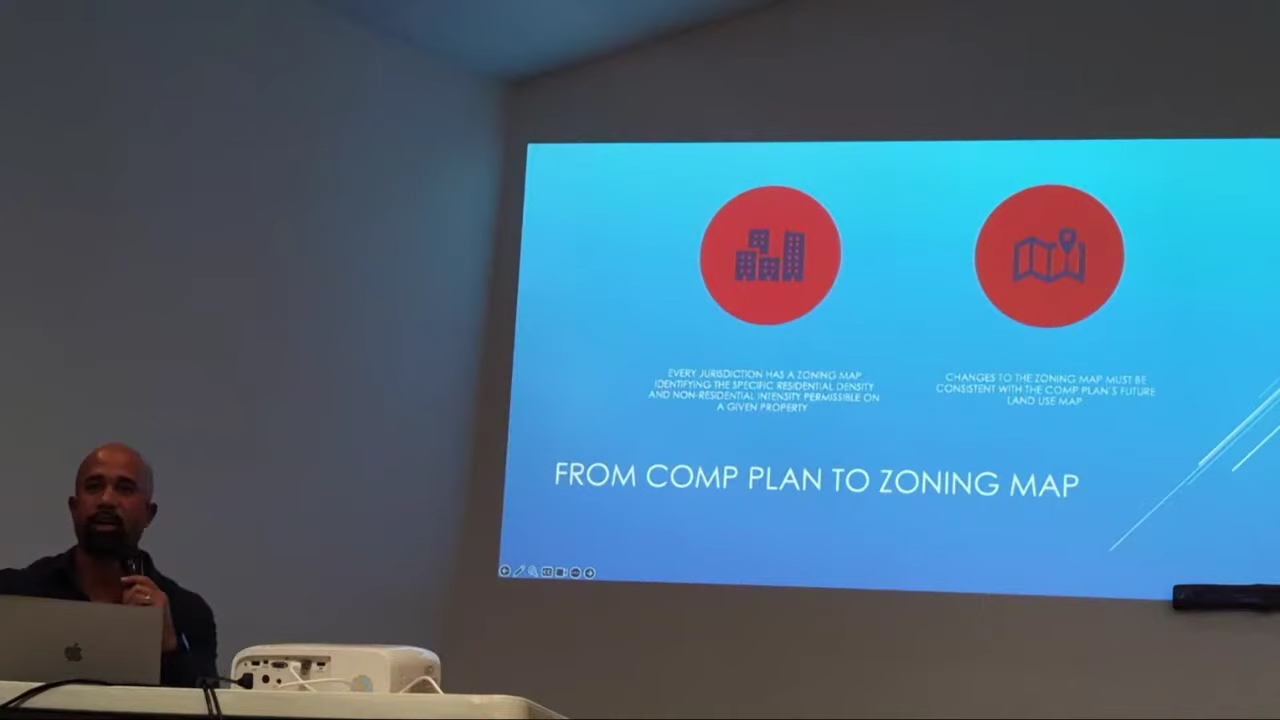 EVERY JURISDICTION HAS A ZONING MAP
IDENTIFYING THE SPECIFIC RESIDENTIAL DENSITY
AND NON-RESIDENTIAL INTENSITY PERMISSIBLE ON
A GIVEN PROPERTY
CHANGES TO THE ZONING MAP MUST BE
CONSISTENT WITH THE COMP PLAN'S FUTURE
LAND USE MAP
FROM COMP PLAN TO ZONING MAP